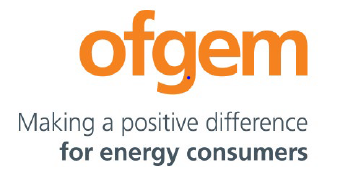 ofgem
Making a positive difference
for energy consumers